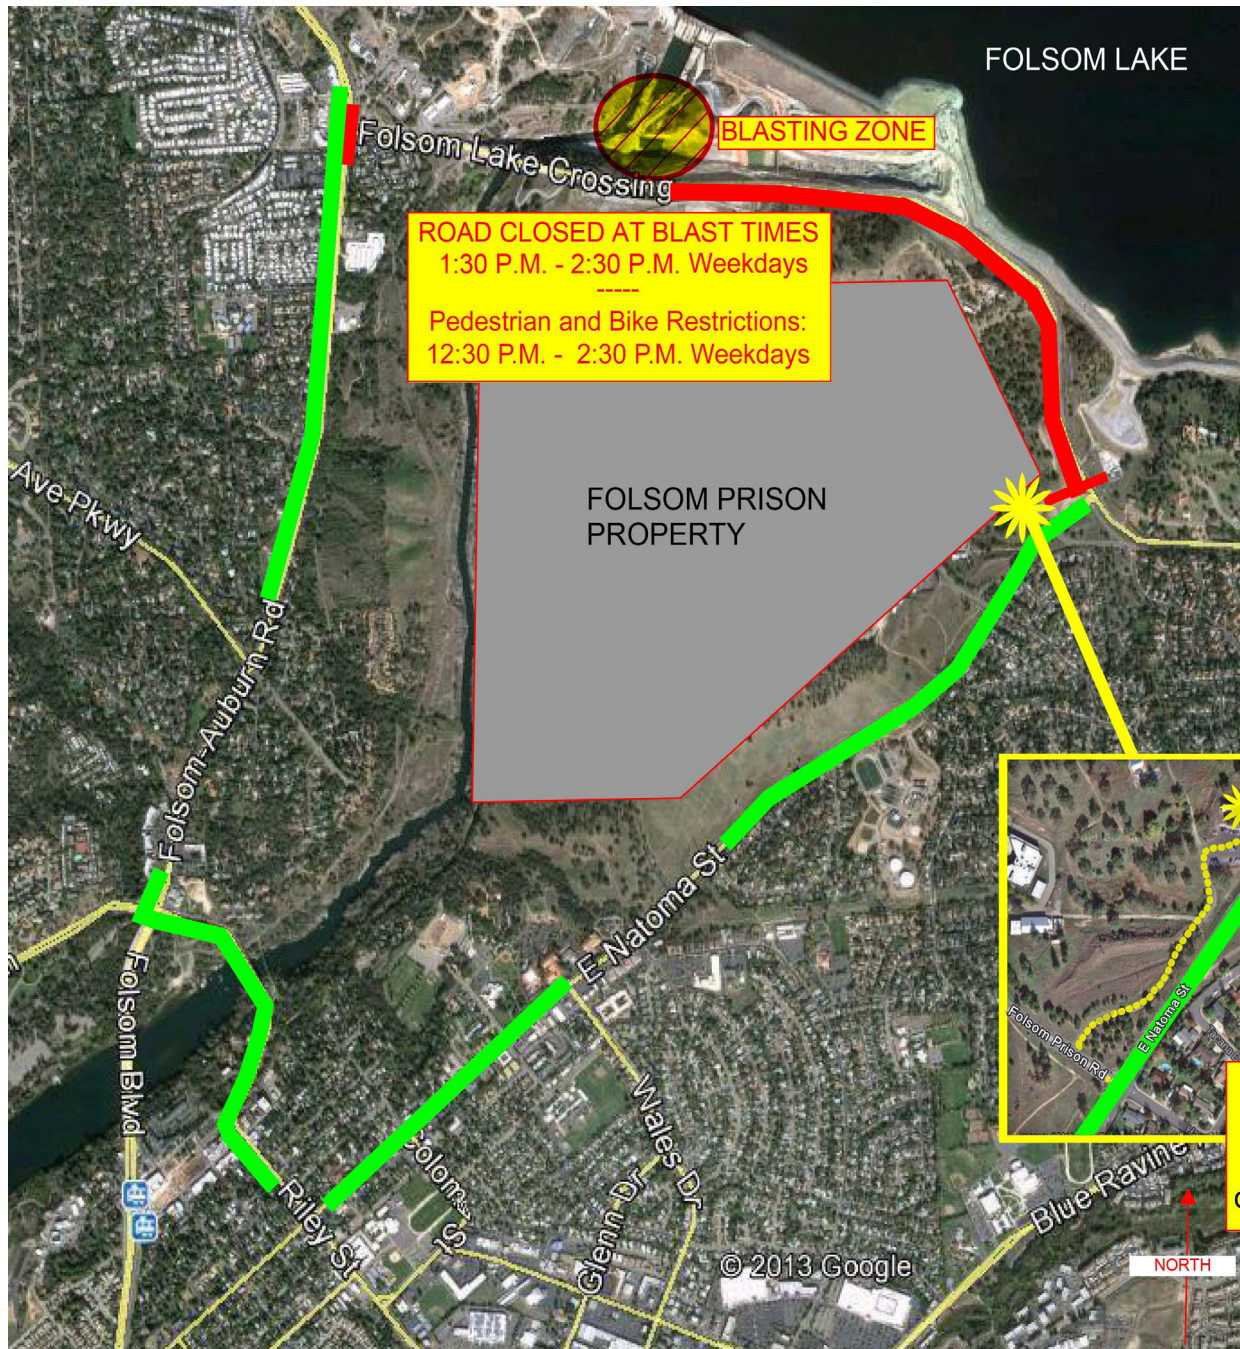 FOLSOM LAKE
BLASTING ZONE
Folsom Lake Crossing
ROAD CLOSED AT BLAST TIMES
1:30 P.M. - 2:30 P.M. Weekdays
-----
Pedestrian and Bike Restrictions:
12:30 P.M. - 2:30 P.M. Weekdays
Ave Pkwy
FOLSOM PRISON
PROPERTY
Folsom-Auburn Rd
E Natoma St
Folsom Blvd
E Natoma St
Folsom Prison Rd
Wales Dr
Glenn Dr
Riley St
Blue Ravine
© 2013 Google
NORTH